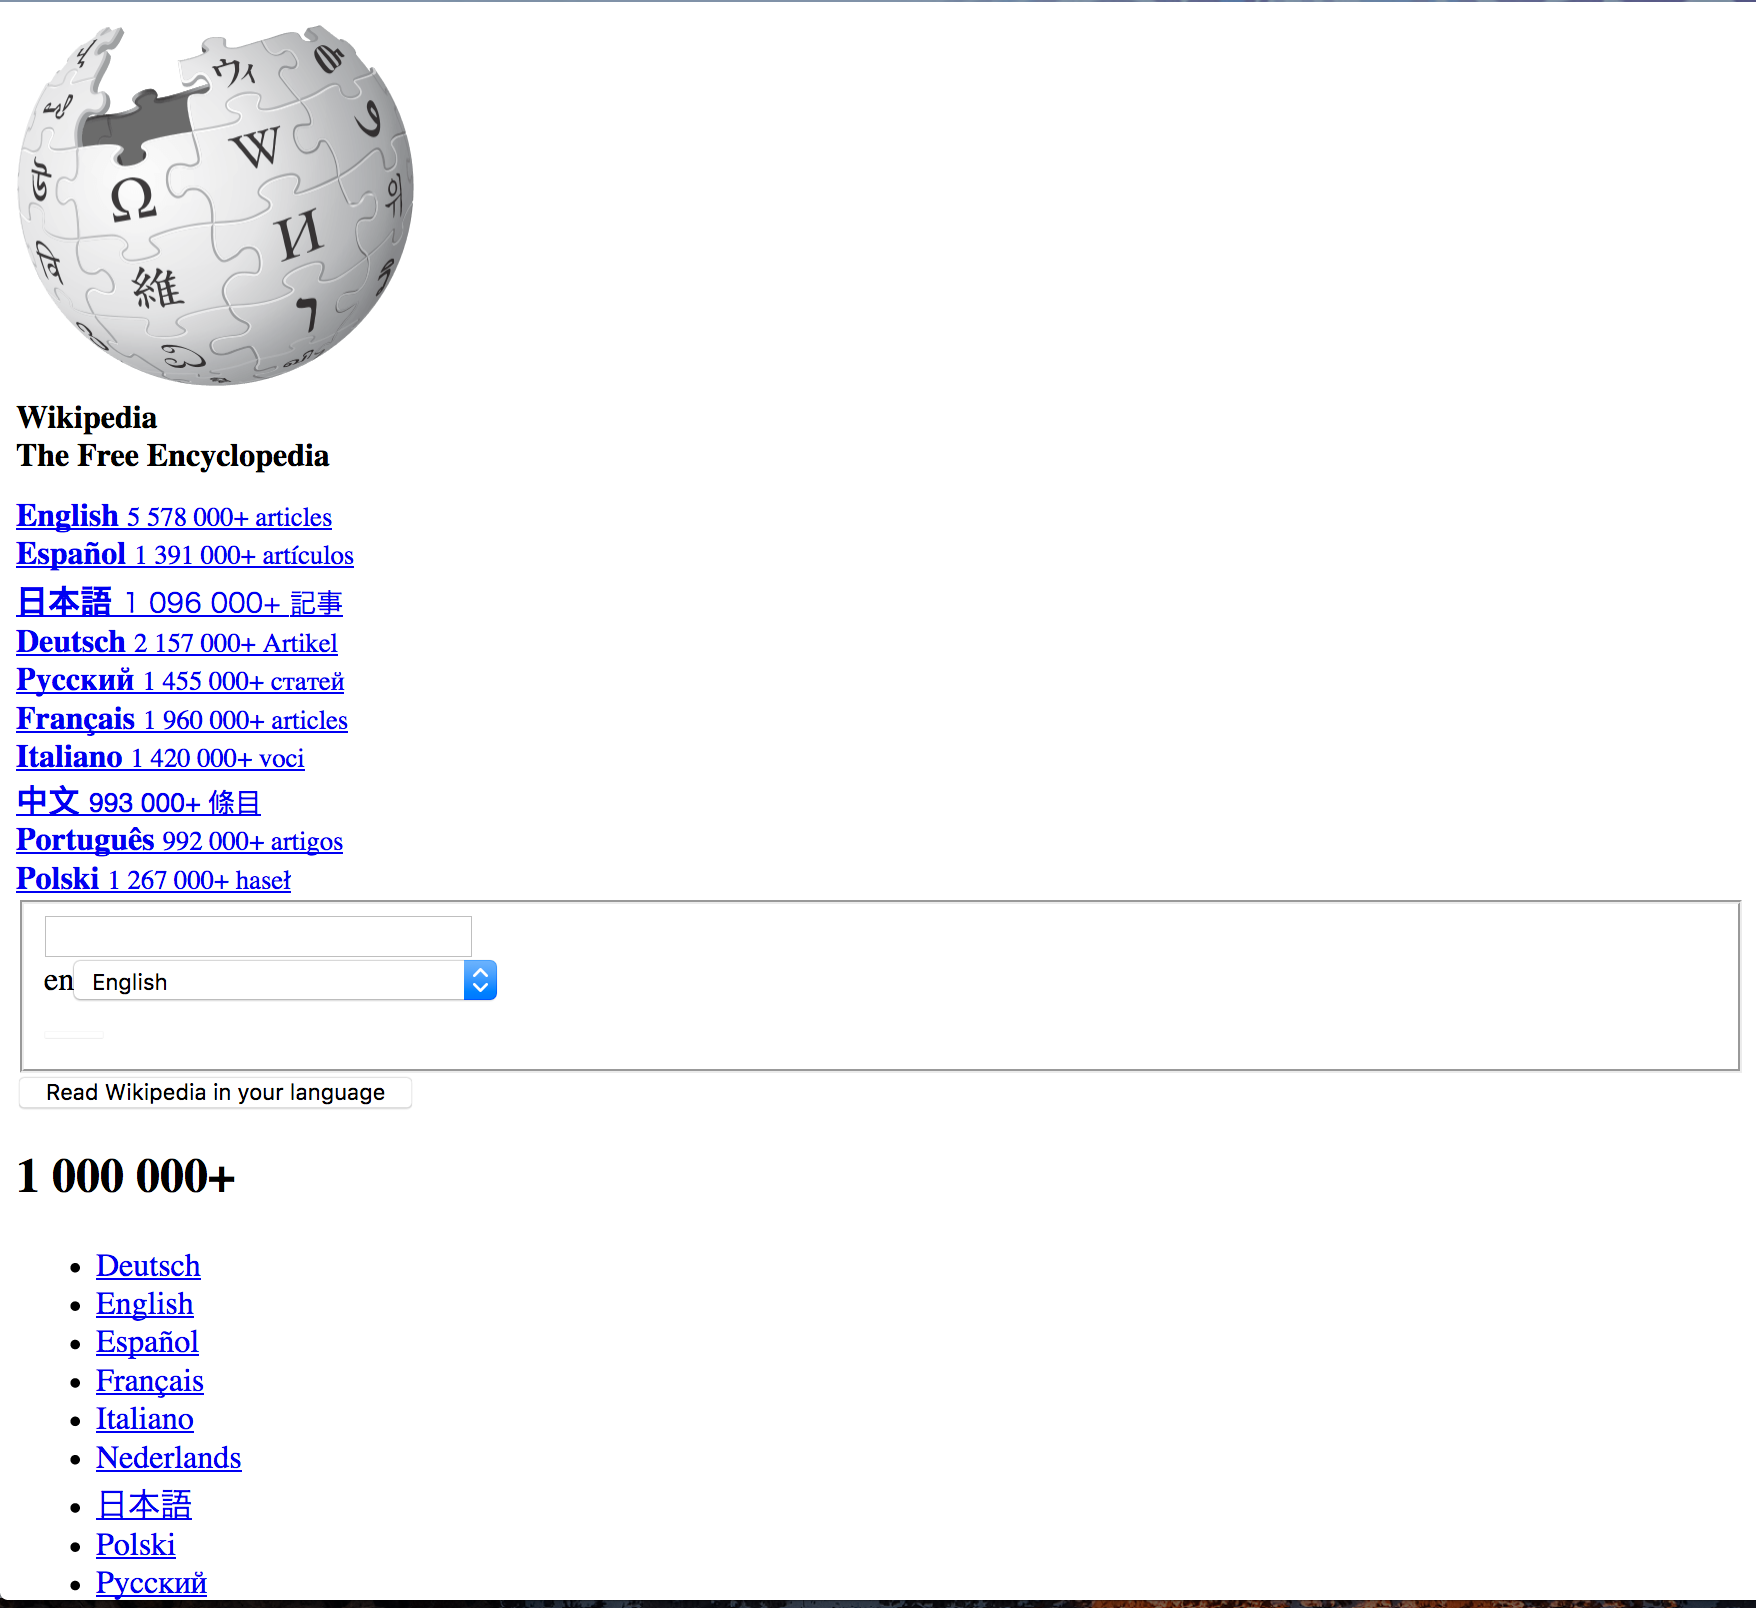 ウィ
W
Ω
И
維
위
ו
Wikipedia
The Free Encyclopedia
English 5 578 000+ articles
Español 1 391 000+ artículos
日本語 1 096 000+ 記事
Deutsch 2 157 000+ Artikel
Русский 1 455 000+ статей
Français 1 960 000+ articles
Italiano 1 420 000+ voci
中文 993 000+ 條目
Português 992 000+ artigos
Polski 1 267 000+ haseł
en English
Read Wikipedia in your language
1 000 000+
Deutsch
English
Español
Français
Italiano
Nederlands
日本語
Polski
Русский